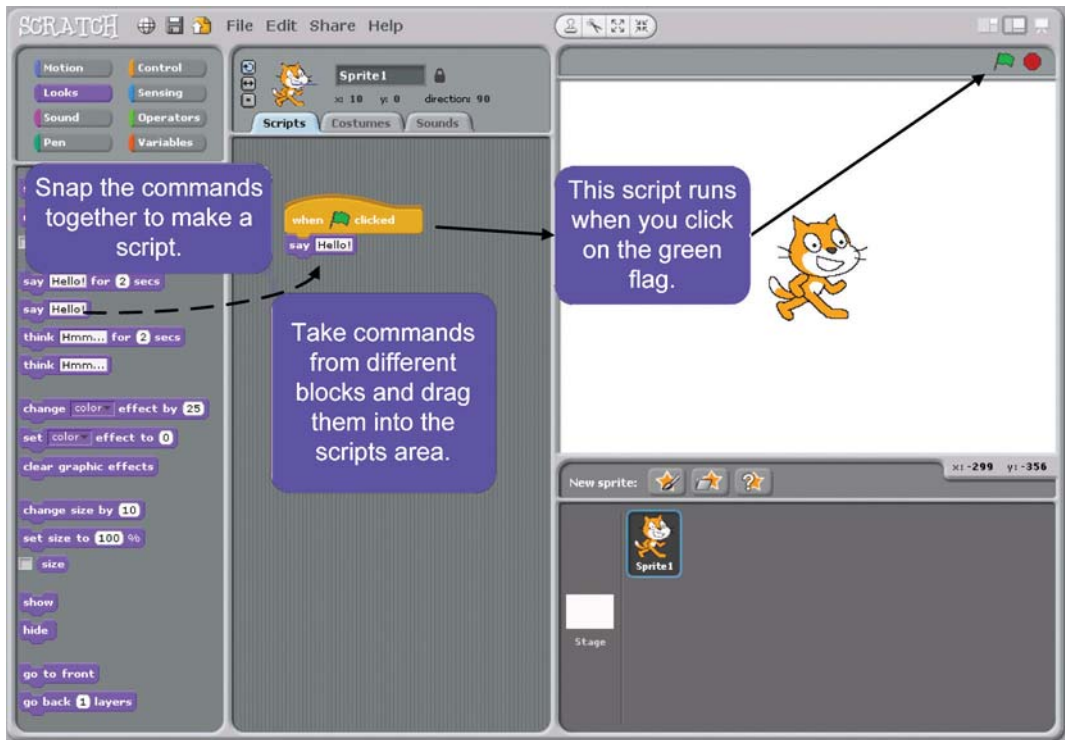 SCRATCH File Edit Share Help
Motion Control
Looks Sensing
Sound Operators
Pen Variables
Sprite1
x: 10 y: 0 direction: 90
Scripts Costumes Sounds
Snap the commands
together to make a
script.
say Hello! for 2 secs
say Hello!
think Hmm... for 2 secs
think Hmm...
change color effect by 25
set color effect to 0
clear graphic effects
change size by 10
set size to 100 %
size
show
hide
go to front
go back 1 layers
when clicked
say Hello!
Take commands
from different
blocks and drag
them into the
scripts area.
This script runs
when you click
on the green
flag.
x: -299 y: -356
New sprite:
Sprite1
Stage